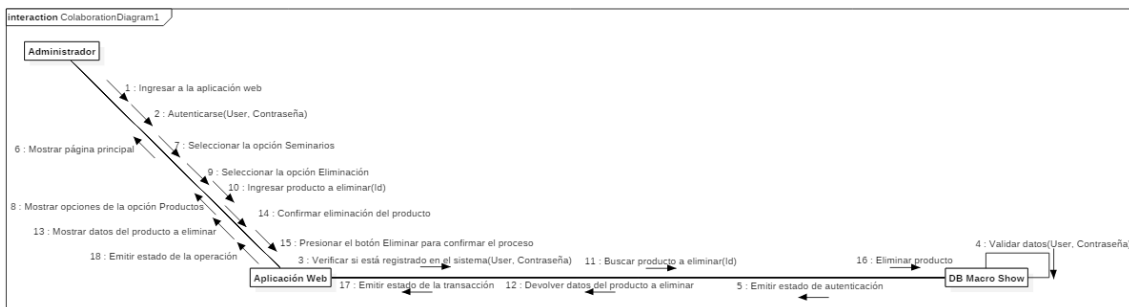 interaction ColaborationDiagram1
Administrador
1 : Ingresar a la aplicación web
2 : Autenticarse(User, Contraseña)
6 : Mostrar página principal
7 : Seleccionar la opción Seminarios
9 : Seleccionar la opción Eliminación
10 : Ingresar producto a eliminar(Id)
8 : Mostrar opciones de la opción Productos
14 : Confirmar eliminación del producto
13 : Mostrar datos del producto a eliminar
15 : Presionar el botón Eliminar para confirmar el proceso
4 : Validar datos(User, Contraseña)
18 : Emitir estado de la operación
3 : Verificar si está registrado en el sistema(User, Contraseña)
11 : Buscar producto a eliminar(Id)
16 : Eliminar producto
Aplicación Web
DB Macro Show
17 : Emitir estado de la transacción
12 : Devolver datos del producto a eliminar
5 : Emitir estado de autenticación